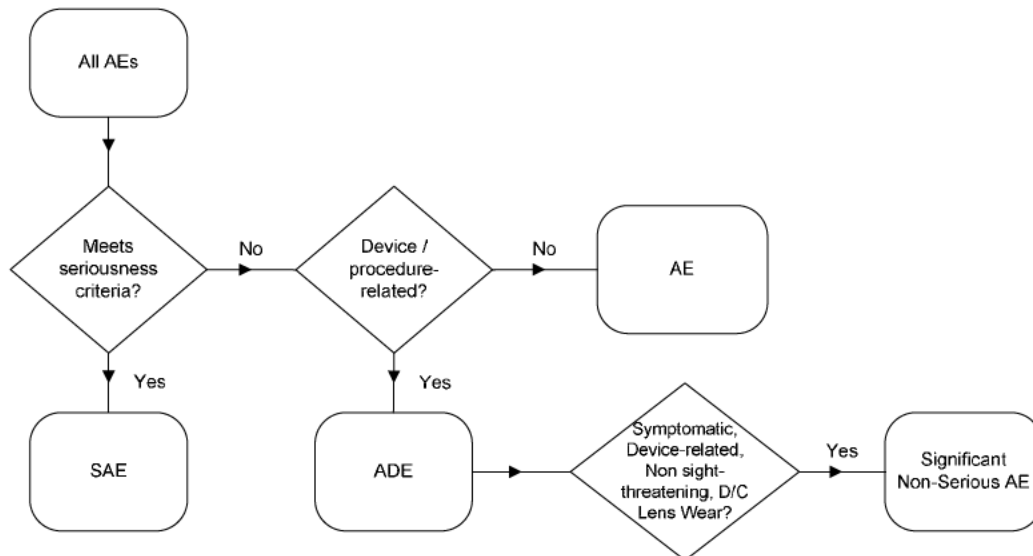 All AEs
Meets
seriousness
criteria?
No
Device /
procedure-
related?
No
AE
Yes
SAE
Yes
ADE
Symptomatic,
Device-related,
Non sight-
threatening, D/C
Lens Wear?
Yes
Significant
Non-Serious AE